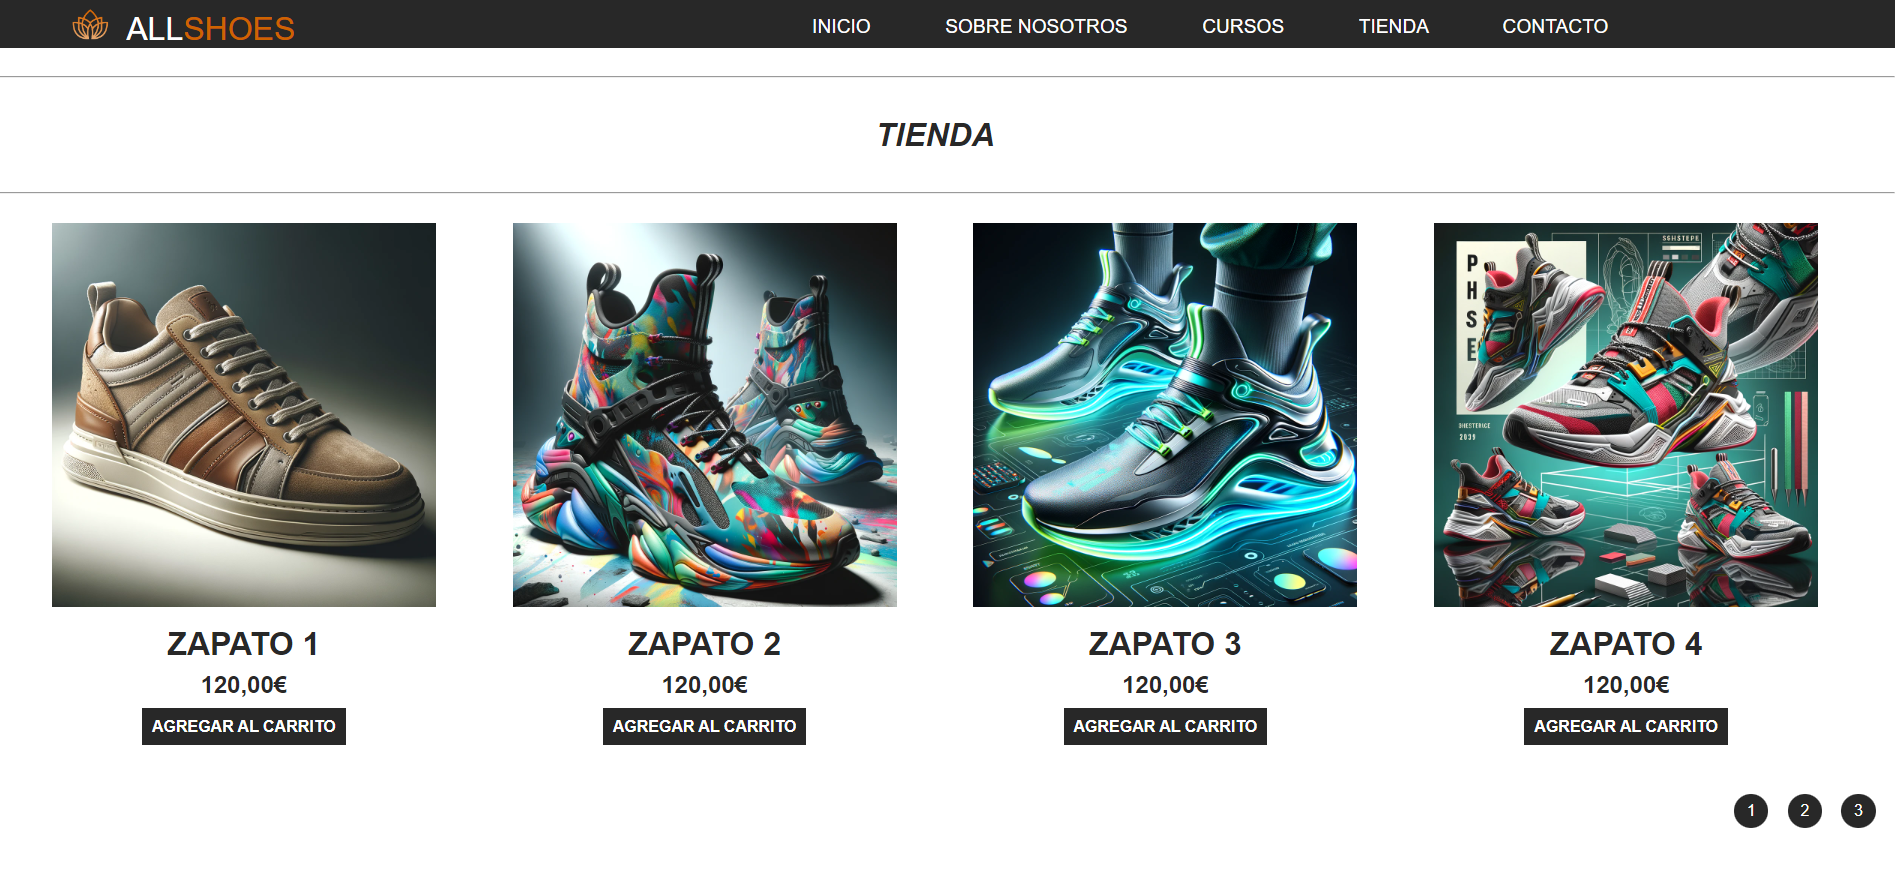 ALLSHOES INICIO SOBRE NOSOTROS CURSOS TIENDA CONTACTO
TIENDA
PHSE
SSHSTEPE
2039
ZAPATO 1 ZAPATO 2 ZAPATO 3 ZAPATO 4
120,00€ 120,00€ 120,00€ 120,00€
AGREGAR AL CARRITO AGREGAR AL CARRITO AGREGAR AL CARRITO AGREGAR AL CARRITO
1 2 3